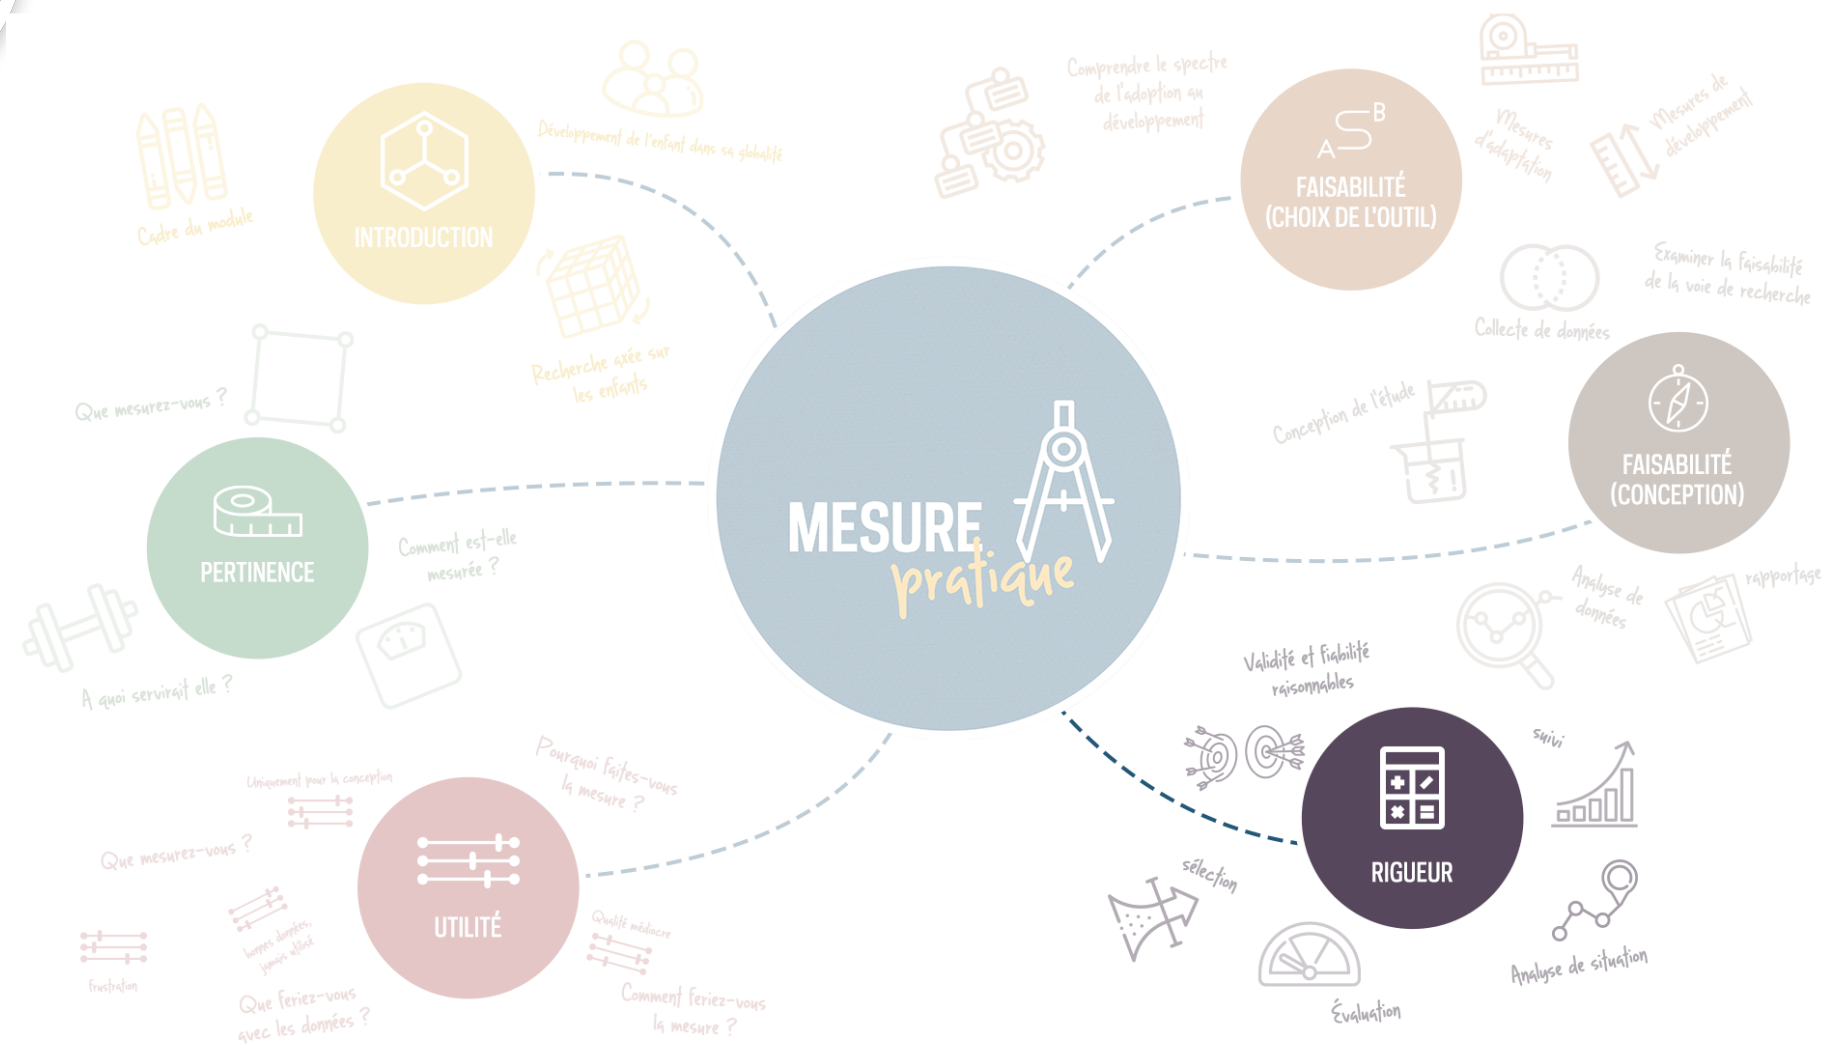 MESURE
pratique
INTRODUCTION
Cadre du module
Développement de l'enfant dans sa globalité
Recherche axée sur
les enfants
PERTINENCE
Que mesurez-vous ?
Comment est-elle
mesurée ?
A quoi servirait elle ?
UTILITÉ
Uniquement pour la conception
Pourquoi faites-vous
la mesure ?
Que mesurez-vous ?
bonnes données,
jamais utilisé
frustration
Que feriez-vous
avec les données ?
Qualité médiocre
Comment feriez-vous
la mesure ?
Comprendre le spectre
de l'adoption au
développement
A
B
FAISABILITÉ
(CHOIX DE L'OUTIL)
Mesures
d'adaptation
Mesures de
développement
Collecte de données
Examiner la faisabilité
de la voie de recherche
Conception de l'étude
FAISABILITÉ
(CONCEPTION)
Analyse de
données
rapportage
Validité et fiabilité
raisonnables
RIGUEUR
suivi
sélection
Évaluation
Analyse de situation